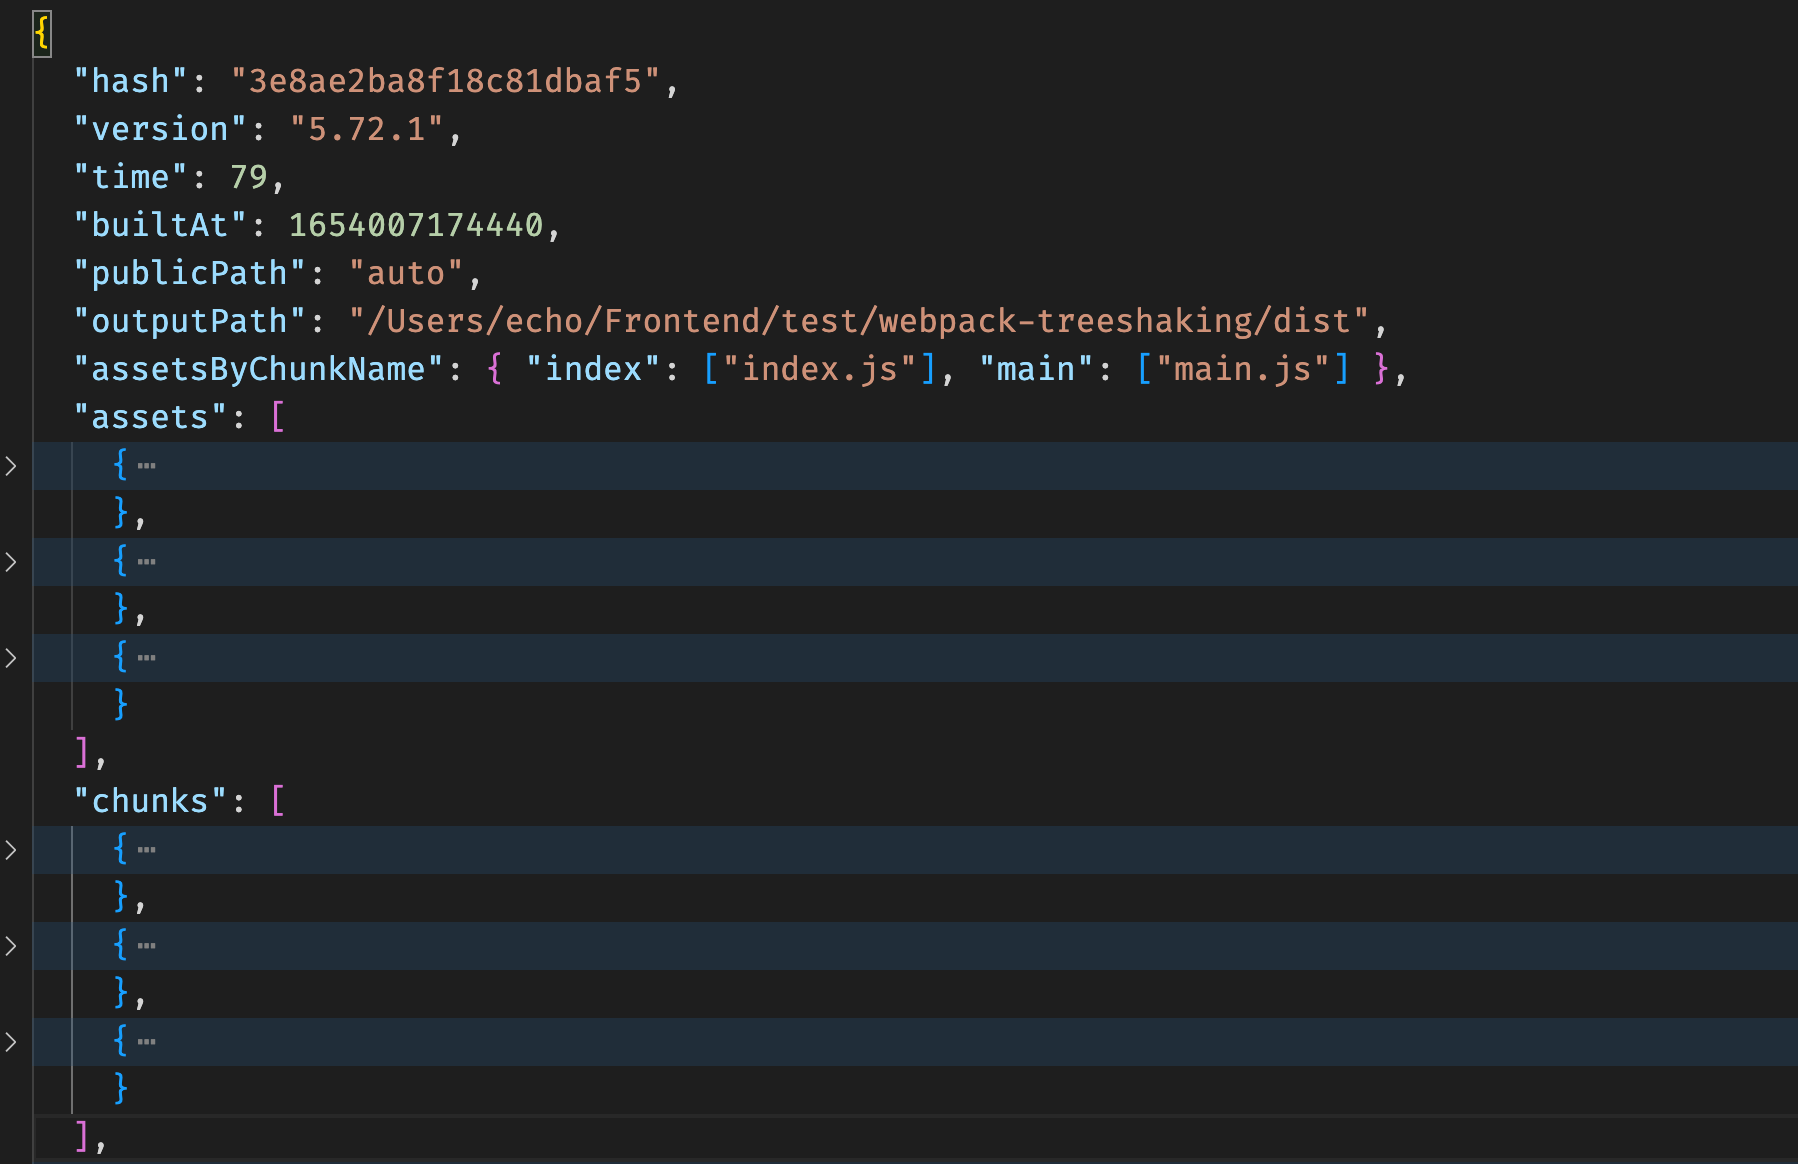 {
"hash": "3e8ae2ba8f18c81dbaf5",
"version": "5.72.1",
"time": 79,
"builtAt": 1654007174440,
"publicPath": "auto",
"outputPath": "/Users/echo/Frontend/test/webpack-treeshaking/dist",
"assetsByChunkName": { "index": ["index.js"], "main": ["main.js"] },
"assets": [
{ ⋯
},
{ ⋯
},
{ ⋯
}
],
"chunks": [
{ ⋯
},
{ ⋯
},
{ ⋯
}
],